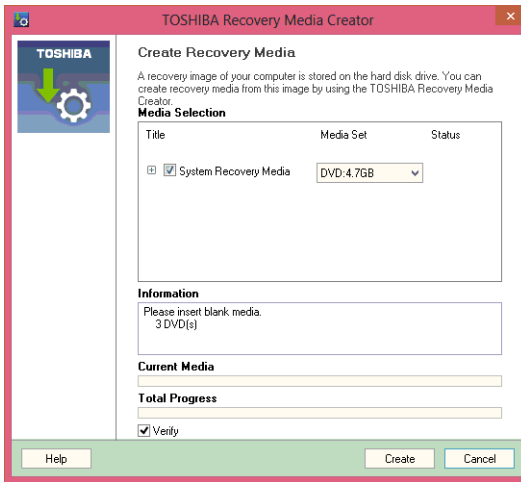 TOSHIBA Recovery Media Creator
TOSHIBA
Create Recovery Media
A recovery image of your computer is stored on the hard disk drive. You can
create recovery media from this image by using the TOSHIBA Recovery Media
Creator.
Media Selection
Title Media Set Status
System Recovery Media DVD:4.7GB
Information
Please insert blank media.
3 DVD(s)
Current Media
Total Progress
Verify
Help Create Cancel